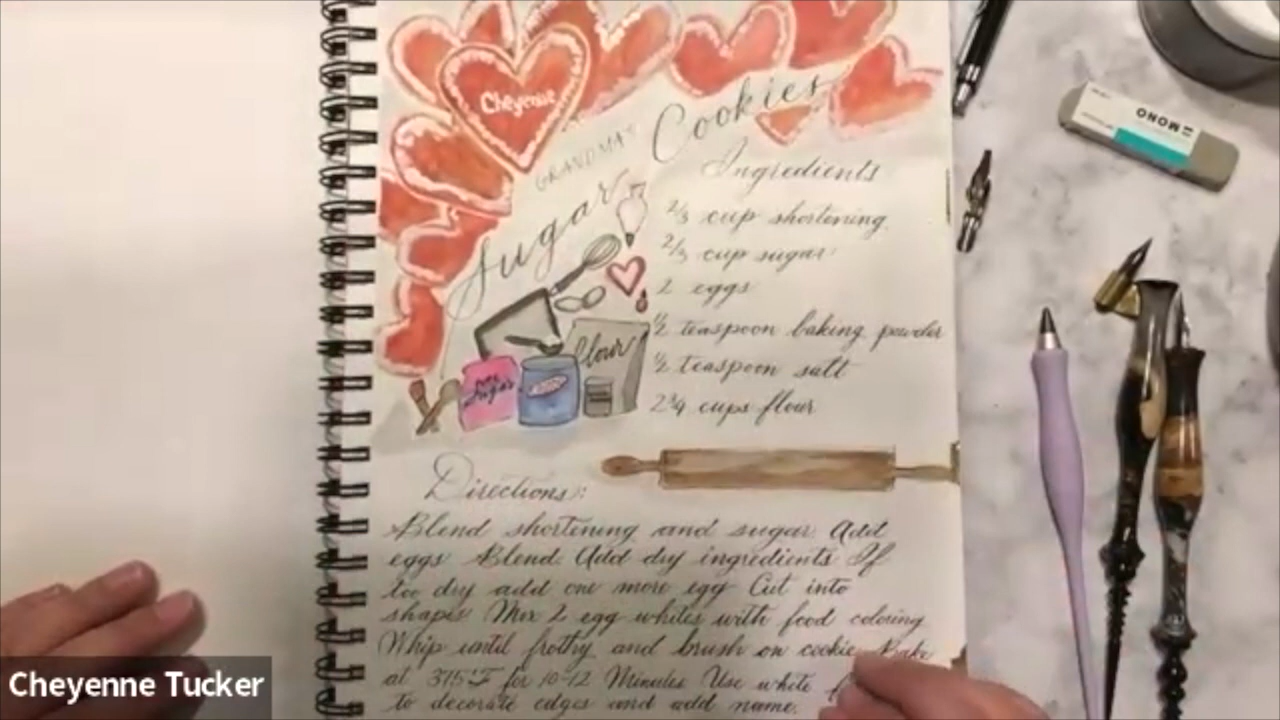 Cheyenne
GRANDMA'S
Sugar
Cookies
Ingredients
2/3 cup shortening
2/3 cup sugar
2 eggs
1/2 teaspoon baking powder
1/2 teaspoon salt
2 3/4 cups flour
flour
Sugar
MONO
Directions:
Blend shortening and sugar. Add
eggs. Blend. Add dry ingredients. If
too dry add one more egg. Cut into
shapes. Mix 2 egg whites with food coloring.
Whip until frothy and brush on cookie. Bake
at 375°F for 10-12 Minutes. Use white
to decorate edges and add name.
Cheyenne Tucker